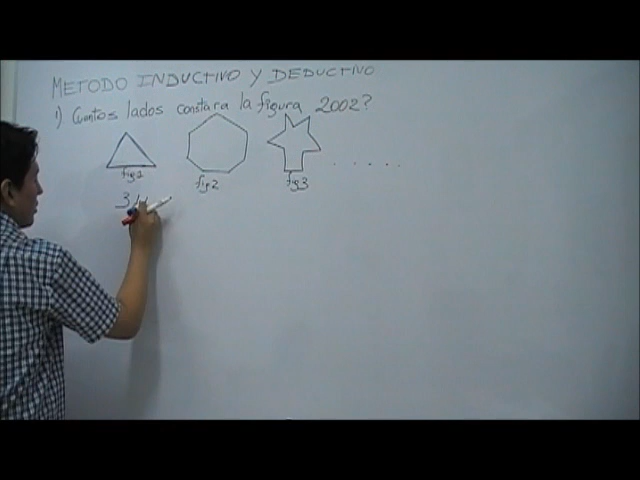 METODO INDUCTIVO Y DEDUCTIVO
1) Cuantos lados constara la figura 2002?
fig1 fig2 fig3
. . . . .
3